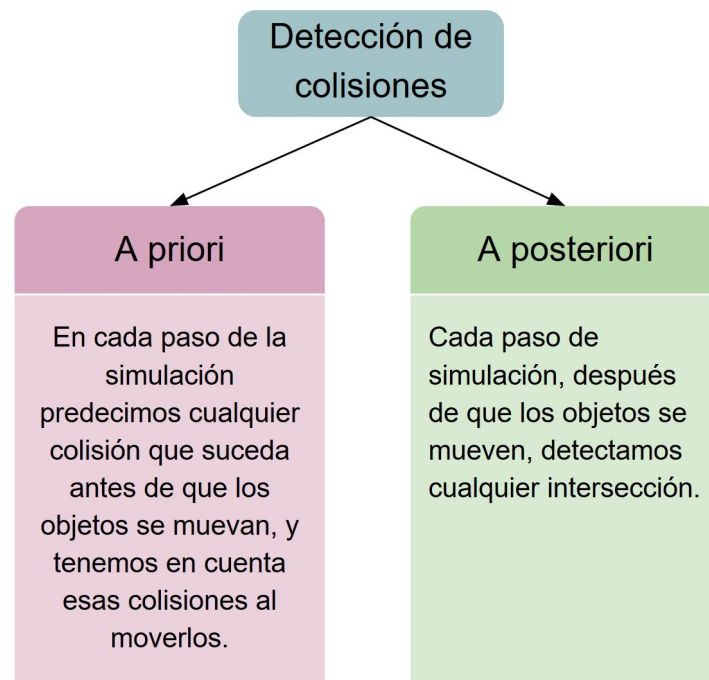 Detección de
colisiones
A priori
En cada paso de la
simulación
predecimos cualquier
colisión que suceda
antes de que los
objetos se muevan, y
tenemos en cuenta
esas colisiones al
moverlos.
A posteriori
Cada paso de
simulación, después
de que los objetos se
mueven, detectamos
cualquier intersección.